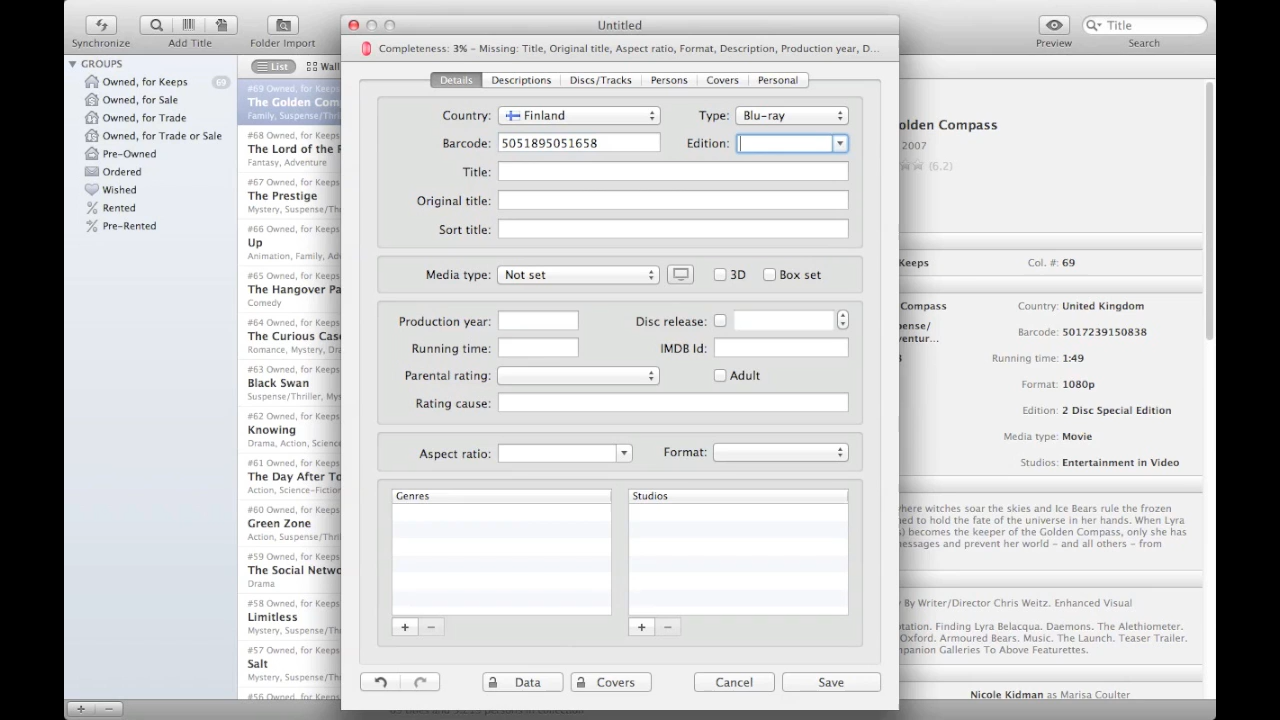 Untitled
Title
Synchronize
Add Title
Folder Import
Preview
Search
Completeness: 3% - Missing: Title, Original title, Aspect ratio, Format, Description, Production year, D...
GROUPS
Owned, for Keeps 69
Owned, for Sale
Owned, for Trade
Owned, for Trade or Sale
Pre-Owned
Ordered
Wished
Rented
Pre-Rented
List
Wall
#69 Owned, for Keeps
The Golden Com
Family, Suspense/Thr
#68 Owned, for Keeps
The Lord of the R
Fantasy, Adventure
#67 Owned, for Keeps
The Prestige
Mystery, Suspense/Thr
#66 Owned, for Keeps
Up
Animation, Family, Ad
#65 Owned, for Keeps
The Hangover Pa
Comedy
#64 Owned, for Keeps
The Curious Case
Romance, Mystery, Dra
#63 Owned, for Keeps
Black Swan
Suspense/Thriller, Mys
#62 Owned, for Keeps
Knowing
Drama, Action, Science
#61 Owned, for Keeps
The Day After To
Action, Science-Fiction
#60 Owned, for Keeps
Green Zone
Action, Suspense/Thr
#59 Owned, for Keeps
The Social Netwo
Drama
#58 Owned, for Keeps
Limitless
Mystery, Suspense/Thr
#57 Owned, for Keeps
Salt
Mystery, Suspense/Thr
#56 Owned, for Keeps
Details
Descriptions
Discs/Tracks
Persons
Covers
Personal
Country: Finland
Type: Blu-ray
Barcode: 5051895051658
Edition:
Title:
Original title:
Sort title:
Media type: Not set
3D
Box set
Production year:
Disc release:
Running time:
IMDB Id:
Parental rating:
Adult
Rating cause:
Aspect ratio:
Format:
Genres
Studios
+ −
+ −
Data
Covers
Cancel
Save
olden Compass
2007
(6.2)
Keeps
Col. #: 69
Compass
Country: United Kingdom
ense/
Barcode: 5017239150838
ventur...
Running time: 1:49
Format: 1080p
Edition: 2 Disc Special Edition
Media type: Movie
Studios: Entertainment in Video
where witches soar the skies and Ice Bears rule the frozen
ned to hold the fate of the universe in her hands. When Lyra
s) becomes the keeper of the Golden Compass, only she has
nessages and prevent her world - and all others - from
By Writer/Director Chris Weitz. Enhanced Visual
otation. Finding Lyra Belacqua. Daemons. The Alethiometer.
Oxford. Armoured Bears. Music. The Launch. Teaser Trailer.
mpanion Galleries To Above Featurettes.
Nicole Kidman as Marisa Coulter
+ −